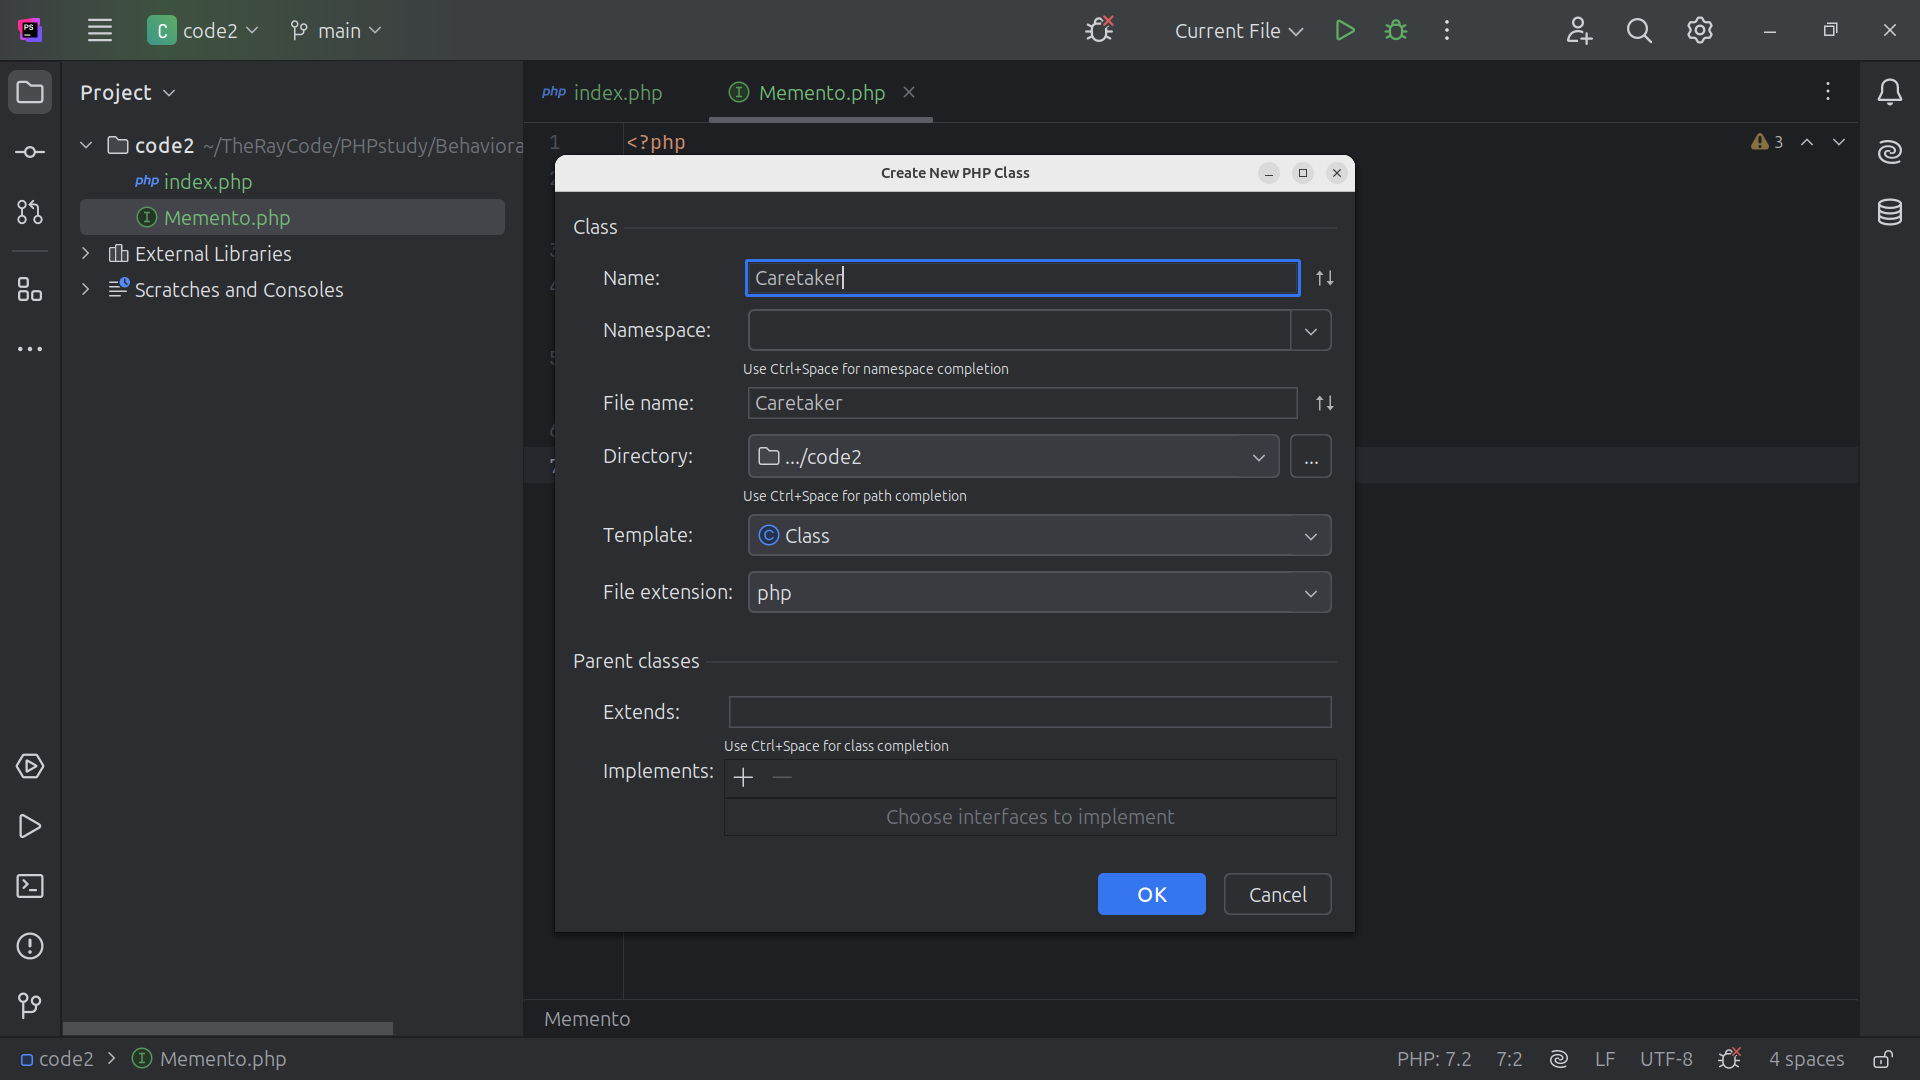 PS
C code2
main
Current File
Project
php index.php
Memento.php
code2 ~/TheRayCode/PHPstudy/Behaviora
php index.php
Memento.php
External Libraries
Scratches and Consoles
1
<?php
3
Create New PHP Class
Class
Name:
Caretaker
Namespace:
Use Ctrl+Space for namespace completion
File name:
Caretaker
Directory:
.../code2
...
Use Ctrl+Space for path completion
Template:
Class
File extension:
php
Parent classes
Extends:
Use Ctrl+Space for class completion
Implements:
Choose interfaces to implement
OK
Cancel
Memento
code2 > Memento.php
PHP: 7.2
7:2
LF
UTF-8
4 spaces